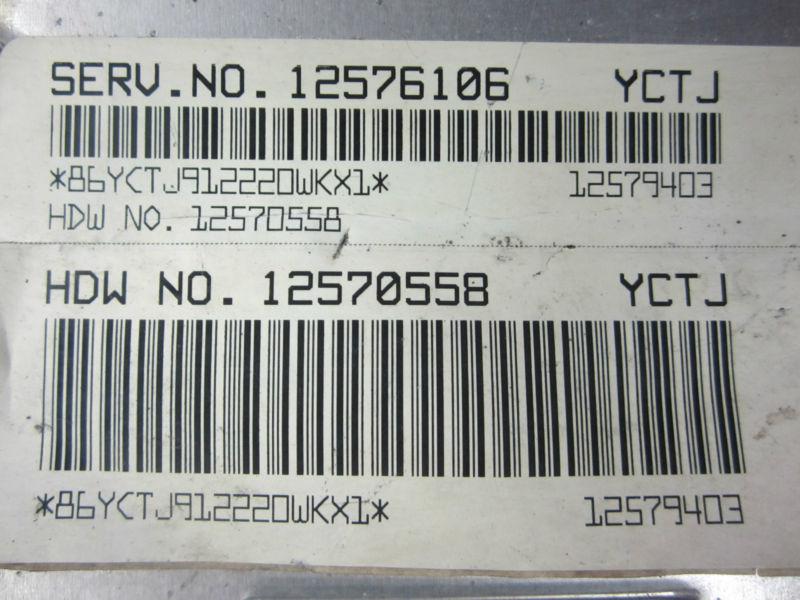 SERV.NO. 12576106 YCTJ
*86YCTJ912220WKX1* 12579403
HDW NO. 12570558
HDW NO. 12570558 YCTJ
*86YCTJ912220WKX1* 12579403